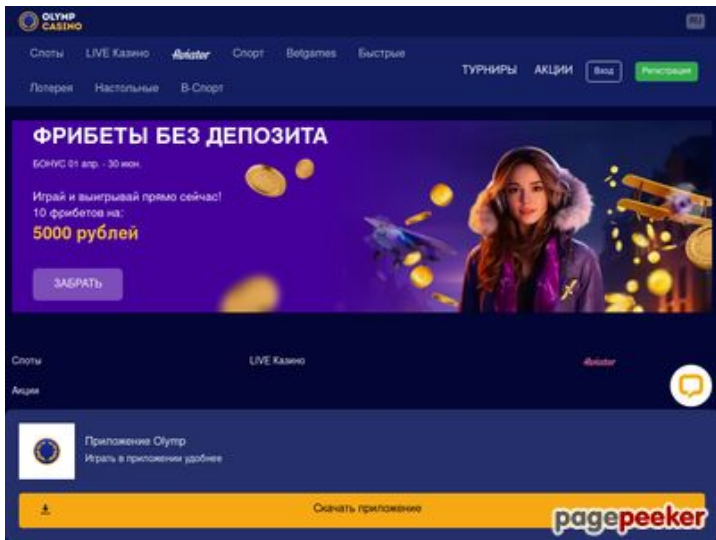 OLYMP
CASINO
RU
Слоты LIVE Казино Aviator Спорт Betgames Быстрые
ТУРНИРЫ АКЦИИ Вход Регистрация
Лотерея Настольные В-Спорт
ФРИБЕТЫ БЕЗ ДЕПОЗИТА
БОНУС 01 апр. - 30 июн.
Играй и выигрывай прямо сейчас!
10 фрибетов на:
5000 рублей
ЗАБРАТЬ
Слоты LIVE Казино Aviator
Акции
Приложение Olymp
Играть в приложении удобнее
Скачать приложение
pagepeeker